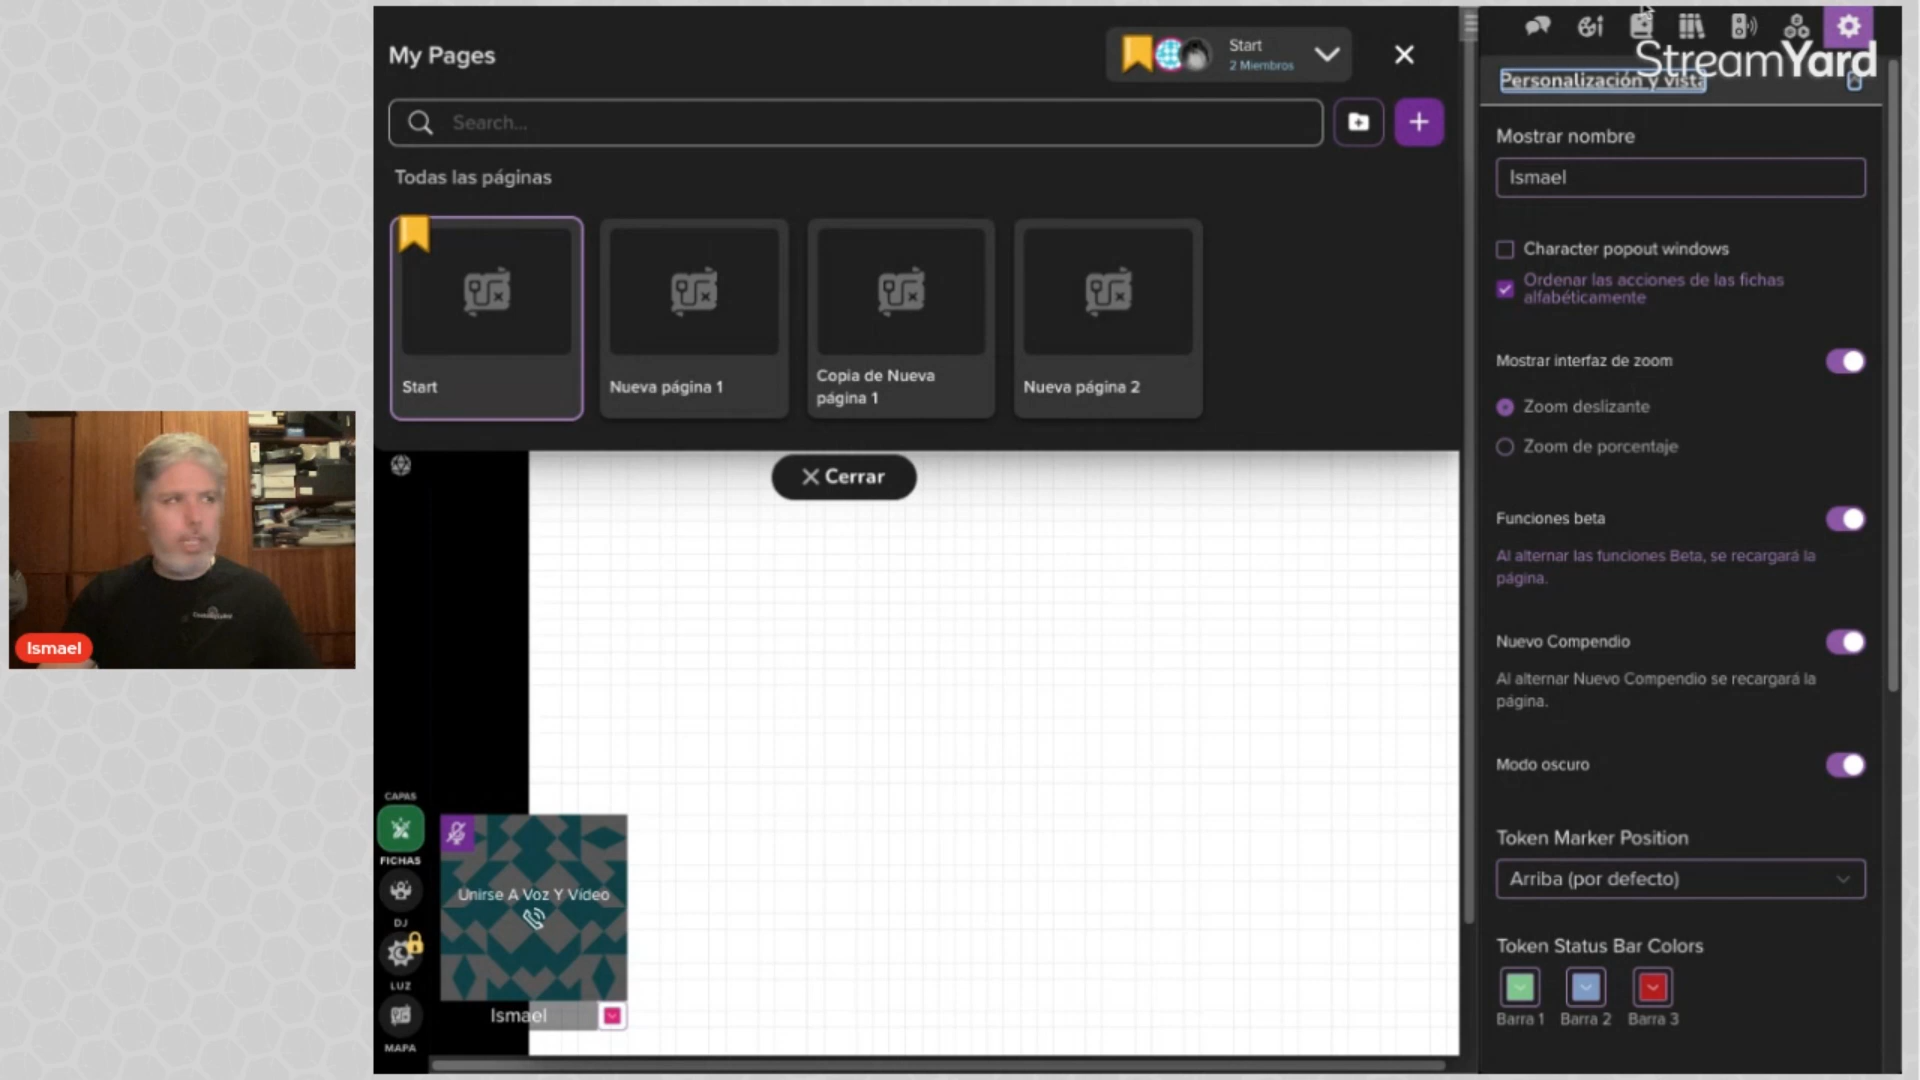 My Pages
Start
2 Miembros
StreamYard
Personalización y vista
Search...
Mostrar nombre
Ismael
Todas las páginas
Character popout windows
Ordenar las acciones de las fichas
alfabéticamente
Mostrar interfaz de zoom
Start
Nueva página 1
Copia de Nueva
página 1
Nueva página 2
Zoom deslizante
Zoom de porcentaje
Cerrar
Funciones beta
Al alternar las funciones Beta, se recargará la
página.
Ismael
Nuevo Compendio
Al alternar Nuevo Compendio se recargará la
página.
Modo oscuro
CAPAS
FICHAS
Unirse A Voz Y Vídeo
DJ
LUZ
Ismael
MAPA
Token Marker Position
Arriba (por defecto)
Token Status Bar Colors
Barra 1
Barra 2
Barra 3